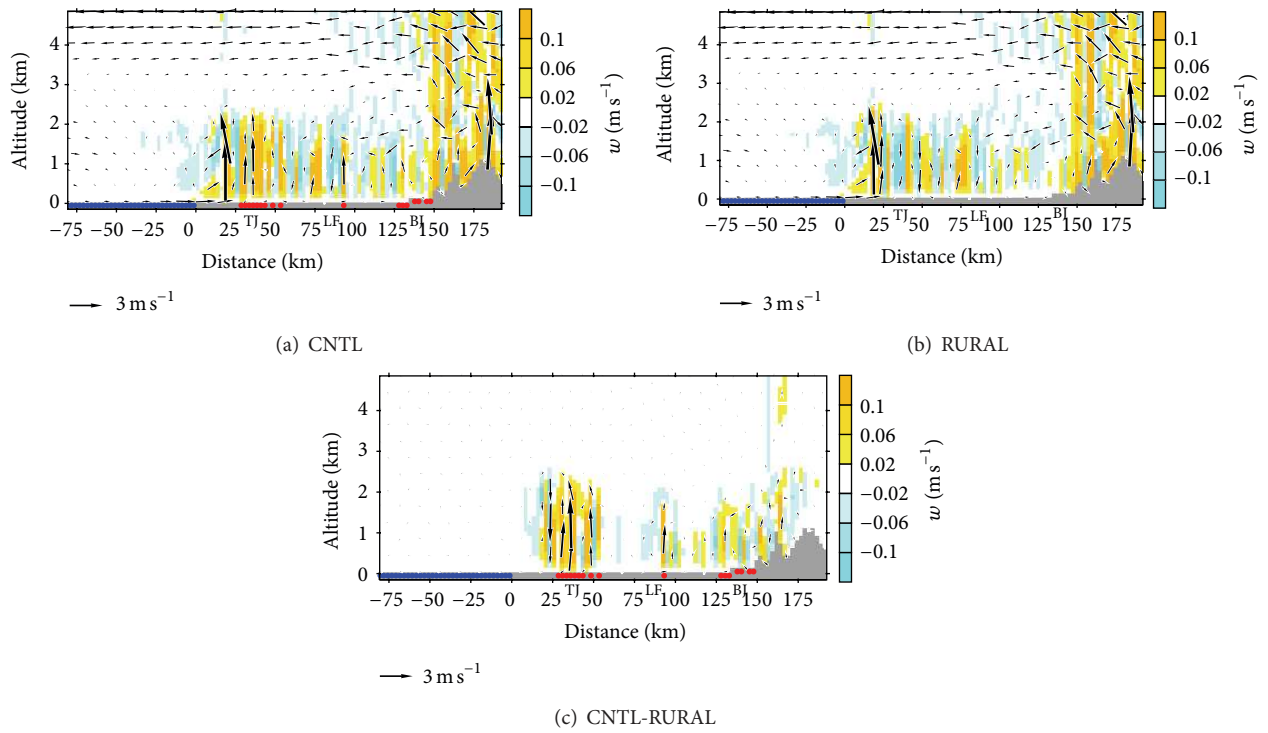 4
3
2
1
0
Altitude (km)
−75 −50 −25 0 25 50 75 100 125 150 175
TJ LF BJ
Distance (km)
0.1
0.06
0.02
−0.02
−0.06
−0.1
w (m s⁻¹)
3 m s⁻¹
(a) CNTL
4
3
2
1
0
Altitude (km)
−75 −50 −25 0 25 50 75 100 125 150 175
TJ LF BJ
Distance (km)
0.1
0.06
0.02
−0.02
−0.06
−0.1
w (m s⁻¹)
3 m s⁻¹
(b) RURAL
4
3
2
1
0
Altitude (km)
−75 −50 −25 0 25 50 75 100 125 150 175
TJ LF BJ
Distance (km)
0.1
0.06
0.02
−0.02
−0.06
−0.1
w (m s⁻¹)
3 m s⁻¹
(c) CNTL-RURAL